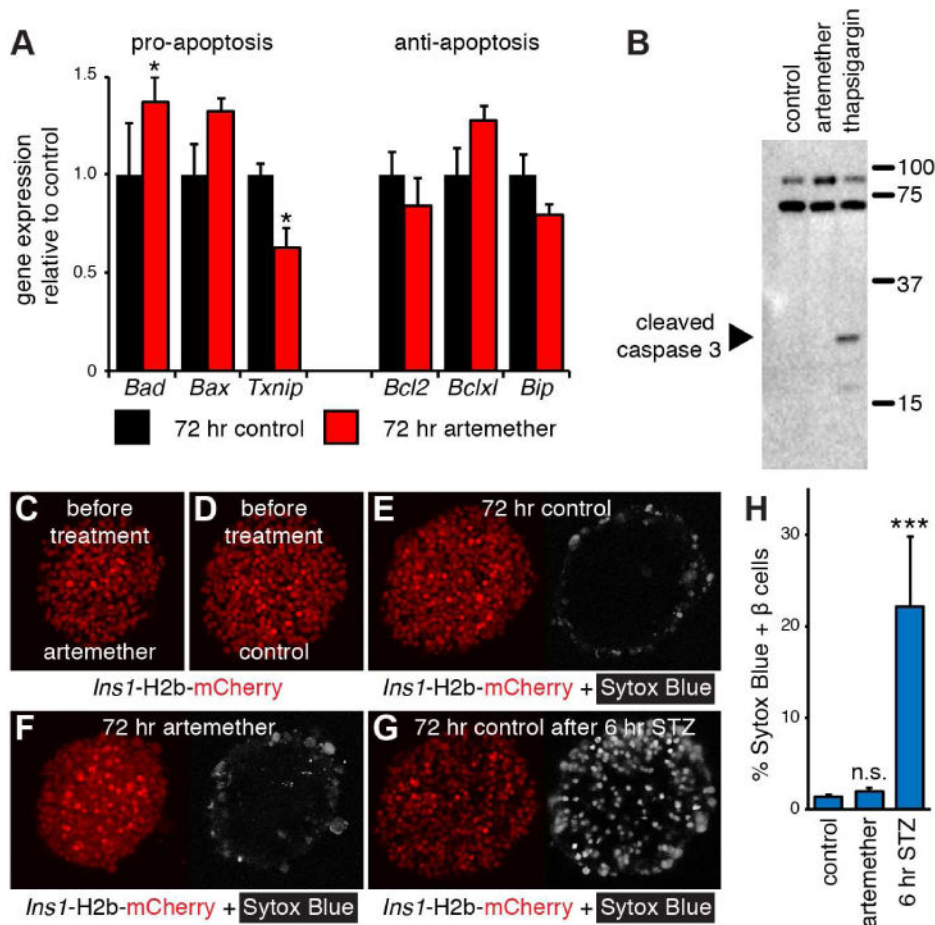 A
pro-apoptosis
anti-apoptosis
gene expression
relative to control
1.5
1.0
0.5
0
*
*
Bad Bax Txnip Bcl2 Bclxl Bip
72 hr control 72 hr artemether
B
control
artemether
thapsigargin
100
75
37
15
cleaved
caspase 3
C
before
treatment
artemether
D
before
treatment
control
Ins1-H2b-mCherry
E
72 hr control
Ins1-H2b-mCherry + Sytox Blue
F
72 hr artemether
Ins1-H2b-mCherry + Sytox Blue
G
72 hr control after 6 hr STZ
Ins1-H2b-mCherry + Sytox Blue
H
% Sytox Blue + β cells
30
20
10
0
n.s.
***
control
artemether
6 hr STZ